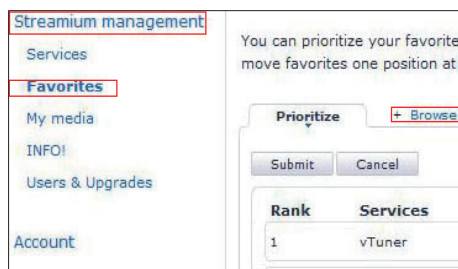 Streamium management
Services
Favorites
My media
INFO!
Users & Upgrades
Account
You can prioritize your favorite
move favorites one position at
Prioritize
+ Browse
Submit Cancel
Rank Services
1 vTuner